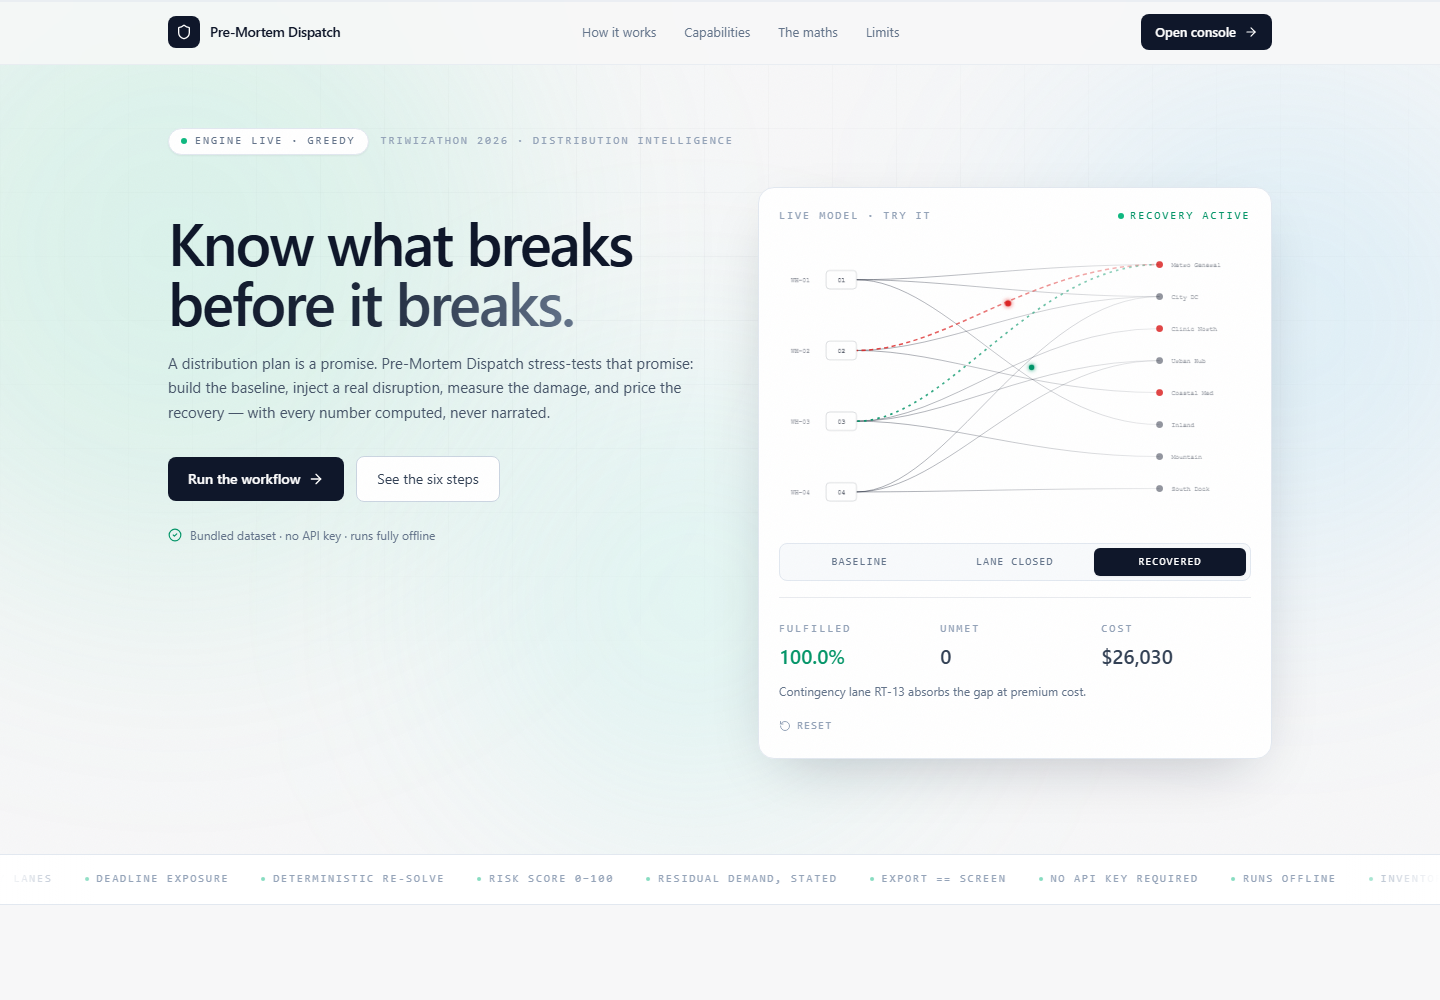 Pre-Mortem Dispatch
How it works
Capabilities
The maths
Limits
Open console
ENGINE LIVE · GREEDY
TRIWIZATHON 2026 · DISTRIBUTION INTELLIGENCE
Know what breaks
before it breaks.
A distribution plan is a promise. Pre-Mortem Dispatch stress-tests that promise:
build the baseline, inject a real disruption, measure the damage, and price the
recovery — with every number computed, never narrated.
Run the workflow
See the six steps
Bundled dataset · no API key · runs fully offline
LIVE MODEL · TRY IT
RECOVERY ACTIVE
WH-01
01
Metro General
City DC
Clinic North
WH-02
02
Urban Hub
Coastal Med
WH-03
03
Inland
Mountain
WH-04
04
South Dock
BASELINE
LANE CLOSED
RECOVERED
FULFILLED
UNMET
COST
100.0%
0
$26,030
Contingency lane RT-13 absorbs the gap at premium cost.
RESET
LANES
DEADLINE EXPOSURE
DETERMINISTIC RE-SOLVE
RISK SCORE 0–100
RESIDUAL DEMAND, STATED
EXPORT == SCREEN
NO API KEY REQUIRED
RUNS OFFLINE